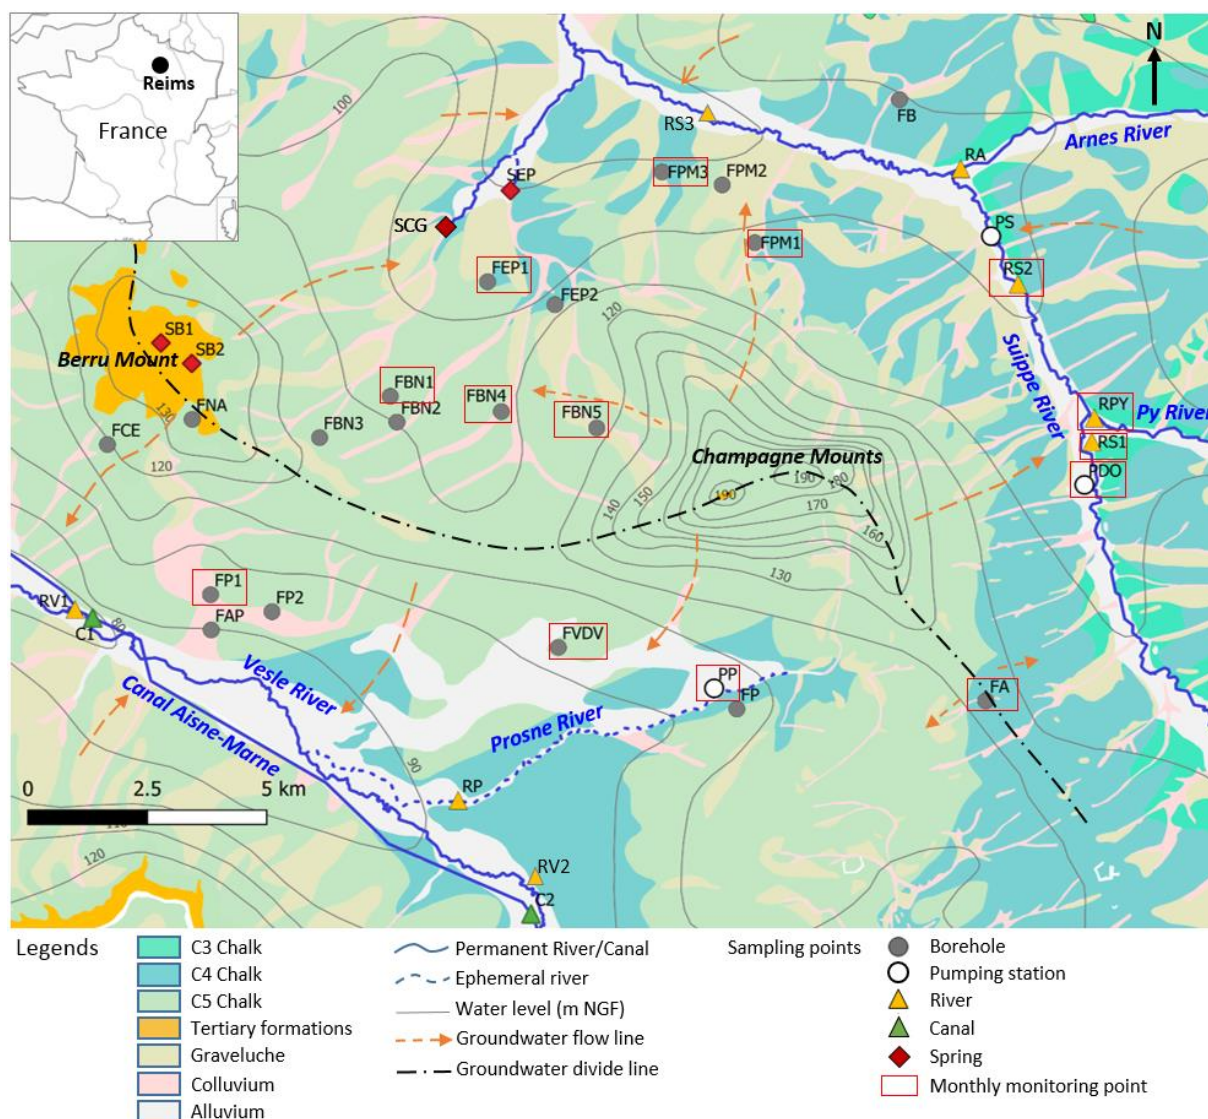 Reims
France
N
100
RS3
FB
Arnes River
RA
SEP
FPM3
FPM2
SCG
PS
FPM1
FEP1
RS2
FEP2
120
SB1
SB2
Berru Mount
Suippe River
FBN1
FBN4
FBN5
RPY
Py River
130
FNA
FBN2
FBN3
FCE
RS1
Champagne Mounts
120
PDO
190
190
180
140
150
170
160
130
FP1
RV1
FP2
FAP
C1
80
FVDV
PP
FA
FP
Vesle River
Canal Aisne-Marne
Prosne River
90
RP
0 2.5 5 km
120
RV2
C2
Legends
C3 Chalk
C4 Chalk
C5 Chalk
Tertiary formations
Graveluche
Colluvium
Alluvium
Permanent River/Canal
Ephemeral river
Water level (m NGF)
Groundwater flow line
Groundwater divide line
Sampling points
Borehole
Pumping station
River
Canal
Spring
Monthly monitoring point